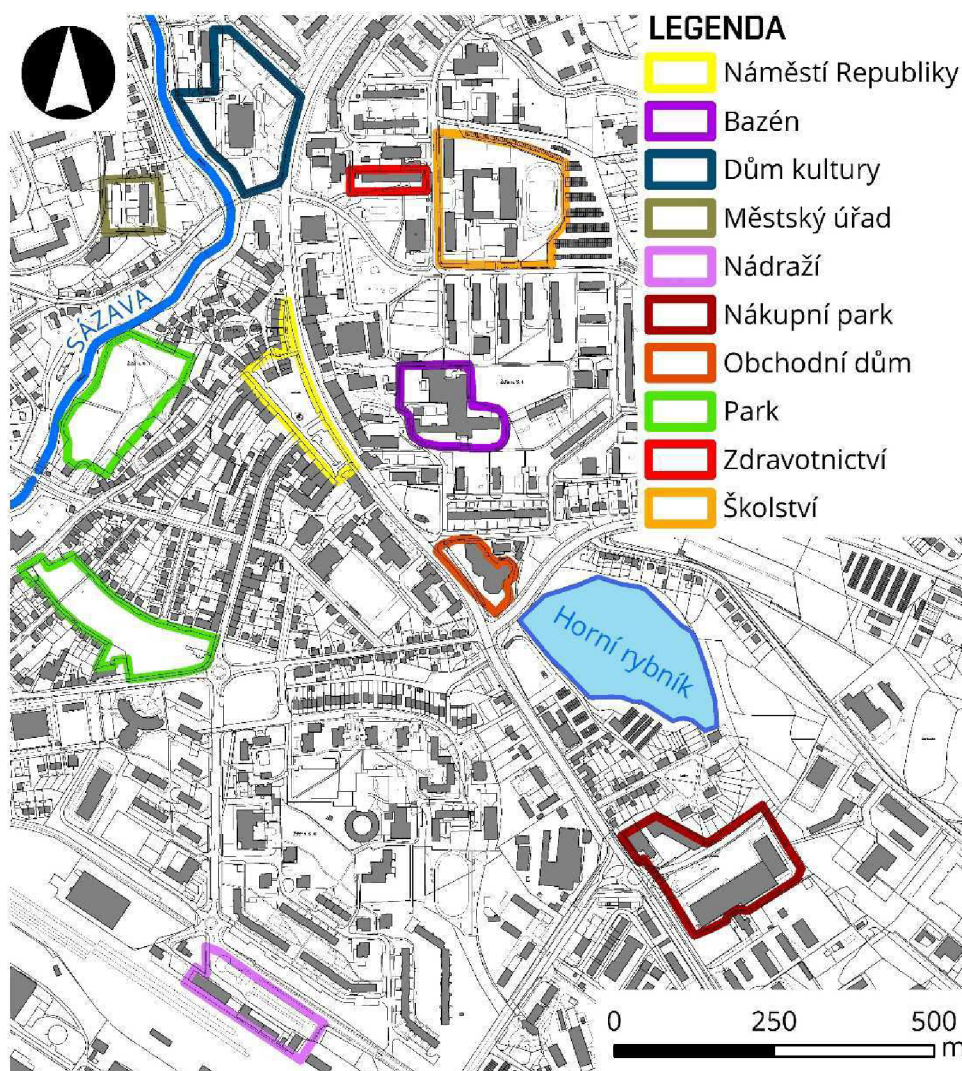 LEGENDA
Náměstí Republiky
Bazén
Dům kultury
Městský úřad
Nádraží
Nákupní park
Obchodní dům
Park
Zdravotnictví
Školství
SÁZAVA
Horní rybník
0 250 500
m